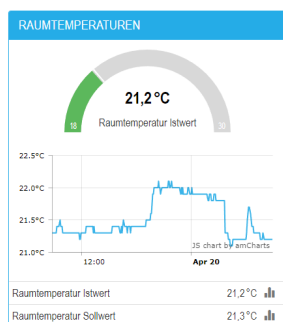 RAUMTEMPERATUREN
21,2 °C
18
Raumtemperatur Istwert
30
22.5°C
22.0°C
21.5°C
21.0°C
JS chart by amCharts
12:00
Apr 20
Raumtemperatur Istwert 21,2°C
Raumtemperatur Sollwert 21,3°C